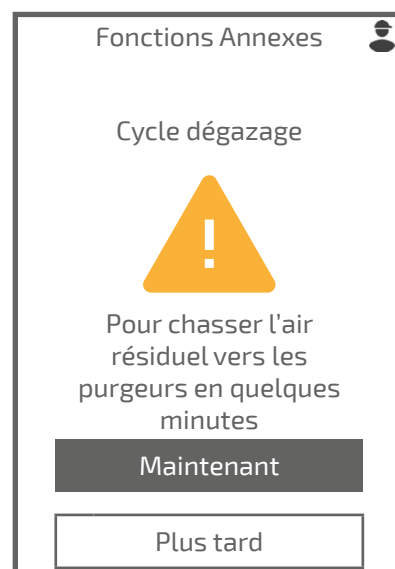 Fonctions Annexes
Cycle dégazage
!
Pour chasser l'air
résiduel vers les
purgeurs en quelques
minutes
Maintenant
Plus tard